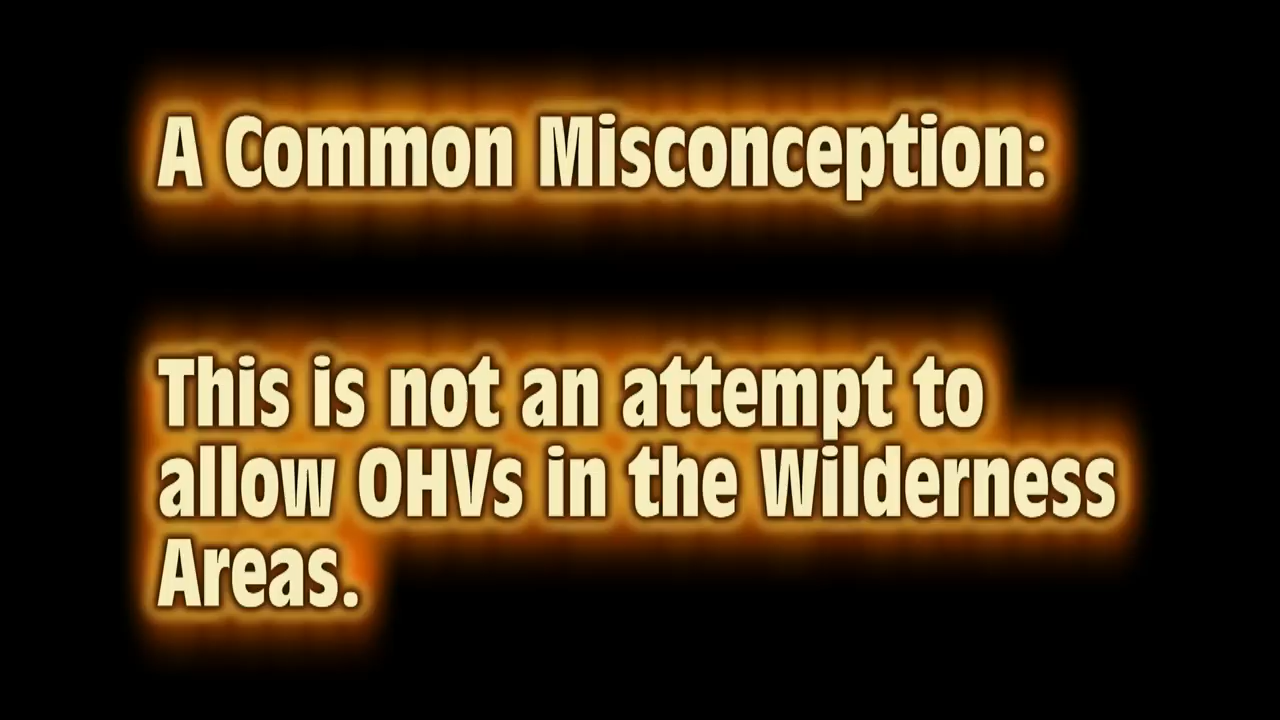 A Common Misconception:
This is not an attempt to
allow OHVs in the Wilderness
Areas.